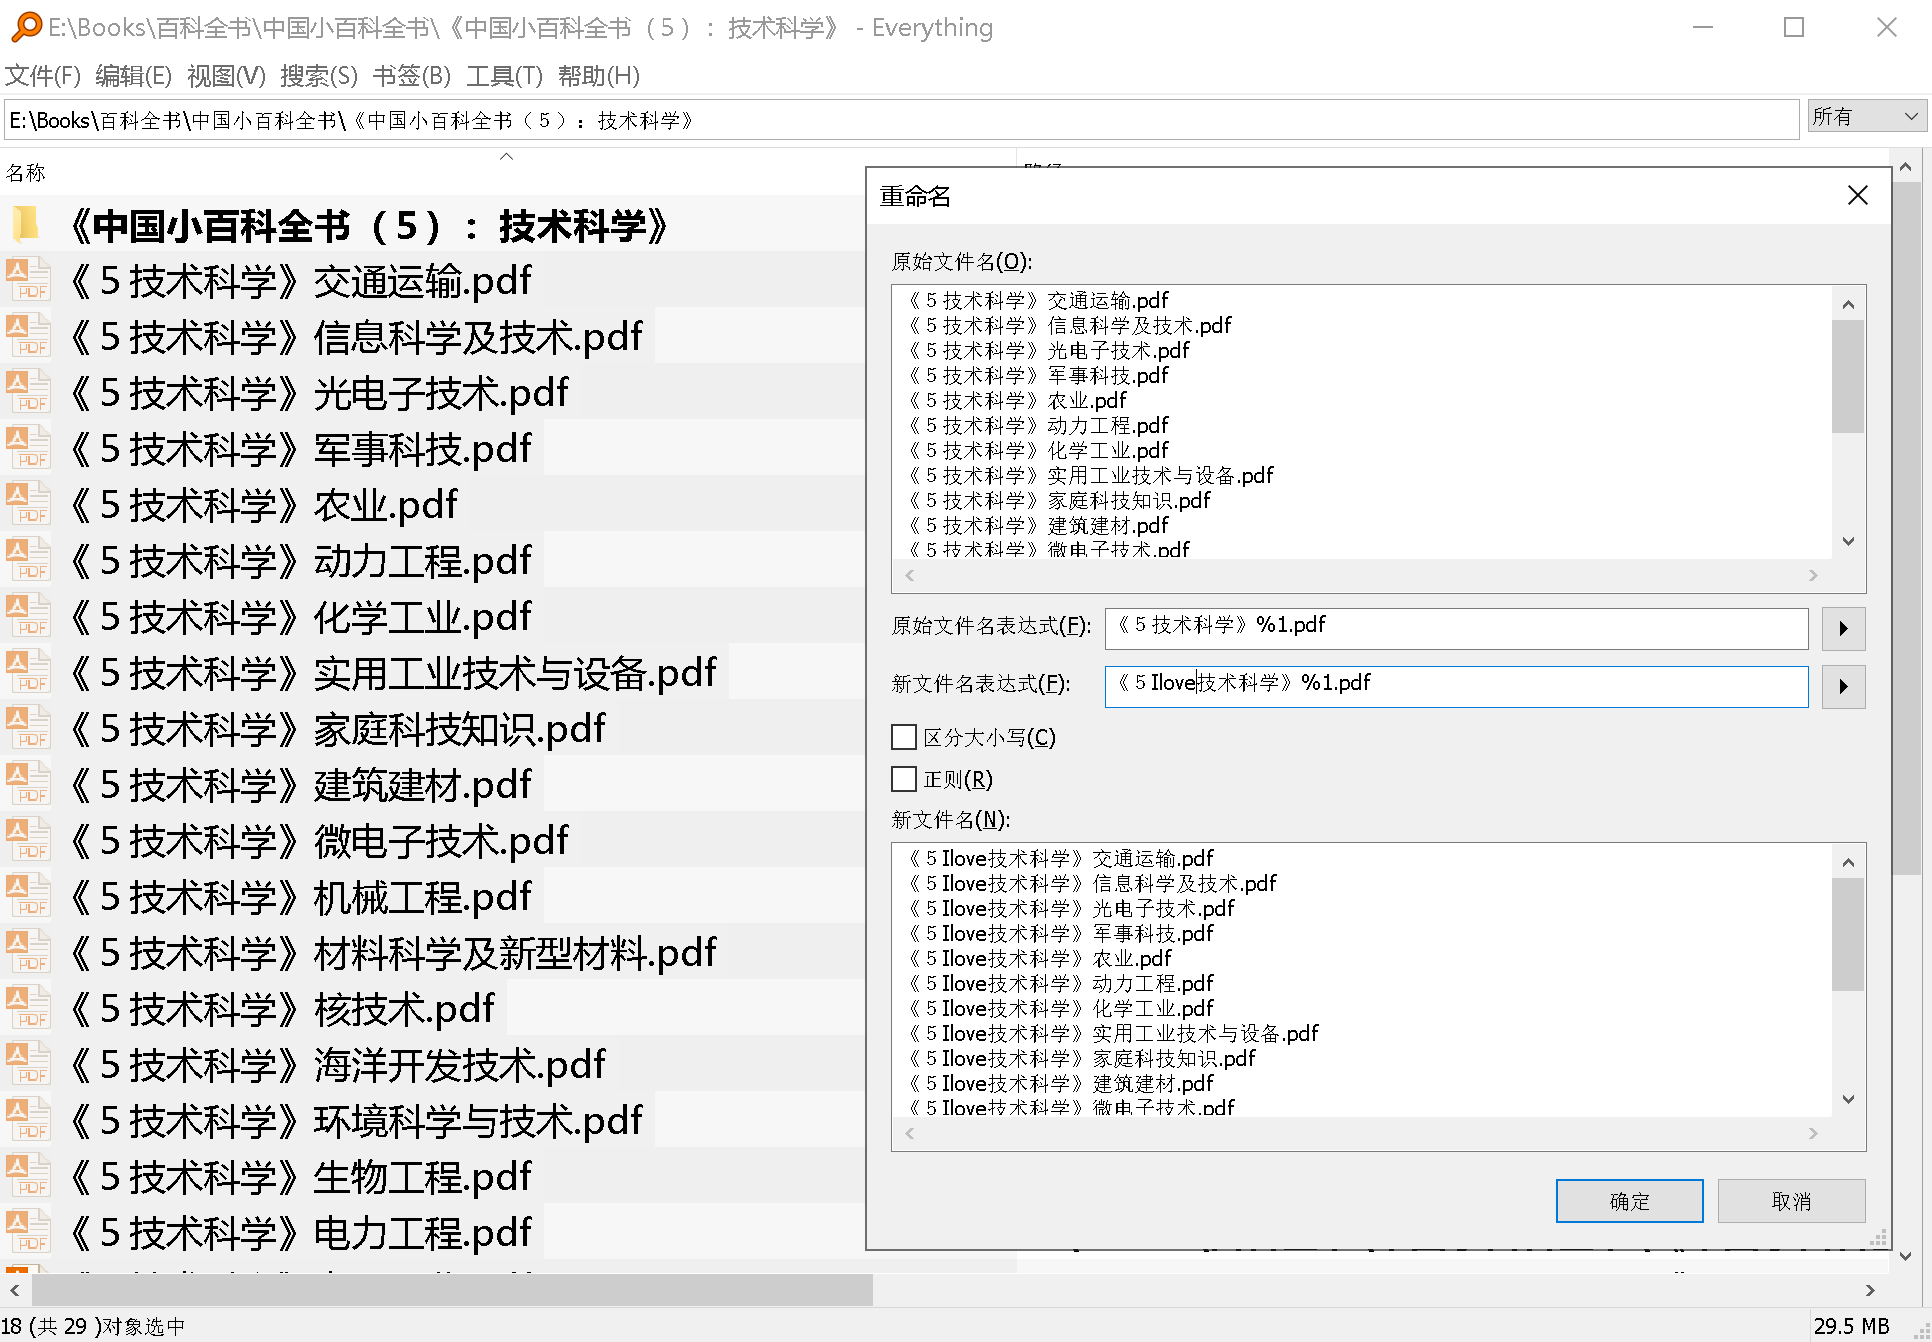 E:\Books\百科全书\中国小百科全书\《中国小百科全书（5）：技术科学》 - Everything
文件(F) 编辑(E) 视图(V) 搜索(S) 书签(B) 工具(T) 帮助(H)
E:\Books\百科全书\中国小百科全书\《中国小百科全书（5）：技术科学》
所有
名称
《中国小百科全书（5）：技术科学》
《5技术科学》交通运输.pdf
《5技术科学》信息科学及技术.pdf
《5技术科学》光电子技术.pdf
《5技术科学》军事科技.pdf
《5技术科学》农业.pdf
《5技术科学》动力工程.pdf
《5技术科学》化学工业.pdf
《5技术科学》实用工业技术与设备.pdf
《5技术科学》家庭科技知识.pdf
《5技术科学》建筑建材.pdf
《5技术科学》微电子技术.pdf
《5技术科学》机械工程.pdf
《5技术科学》材料科学及新型材料.pdf
《5技术科学》核技术.pdf
《5技术科学》海洋开发技术.pdf
《5技术科学》环境科学与技术.pdf
《5技术科学》生物工程.pdf
《5技术科学》电力工程.pdf
重命名
原始文件名(O):
《5技术科学》交通运输.pdf
《5技术科学》信息科学及技术.pdf
《5技术科学》光电子技术.pdf
《5技术科学》军事科技.pdf
《5技术科学》农业.pdf
《5技术科学》动力工程.pdf
《5技术科学》化学工业.pdf
《5技术科学》实用工业技术与设备.pdf
《5技术科学》家庭科技知识.pdf
《5技术科学》建筑建材.pdf
《5技术科学》微电子技术.pdf
原始文件名表达式(F): 《5技术科学》%1.pdf
新文件名表达式(F): 《5Ilove技术科学》%1.pdf
区分大小写(C)
正则(R)
新文件名(N):
《5Ilove技术科学》交通运输.pdf
《5Ilove技术科学》信息科学及技术.pdf
《5Ilove技术科学》光电子技术.pdf
《5Ilove技术科学》军事科技.pdf
《5Ilove技术科学》农业.pdf
《5Ilove技术科学》动力工程.pdf
《5Ilove技术科学》化学工业.pdf
《5Ilove技术科学》实用工业技术与设备.pdf
《5Ilove技术科学》家庭科技知识.pdf
《5Ilove技术科学》建筑建材.pdf
《5Ilove技术科学》微电子技术.pdf
确定 取消
18 (共 29 )对象选中
29.5 MB